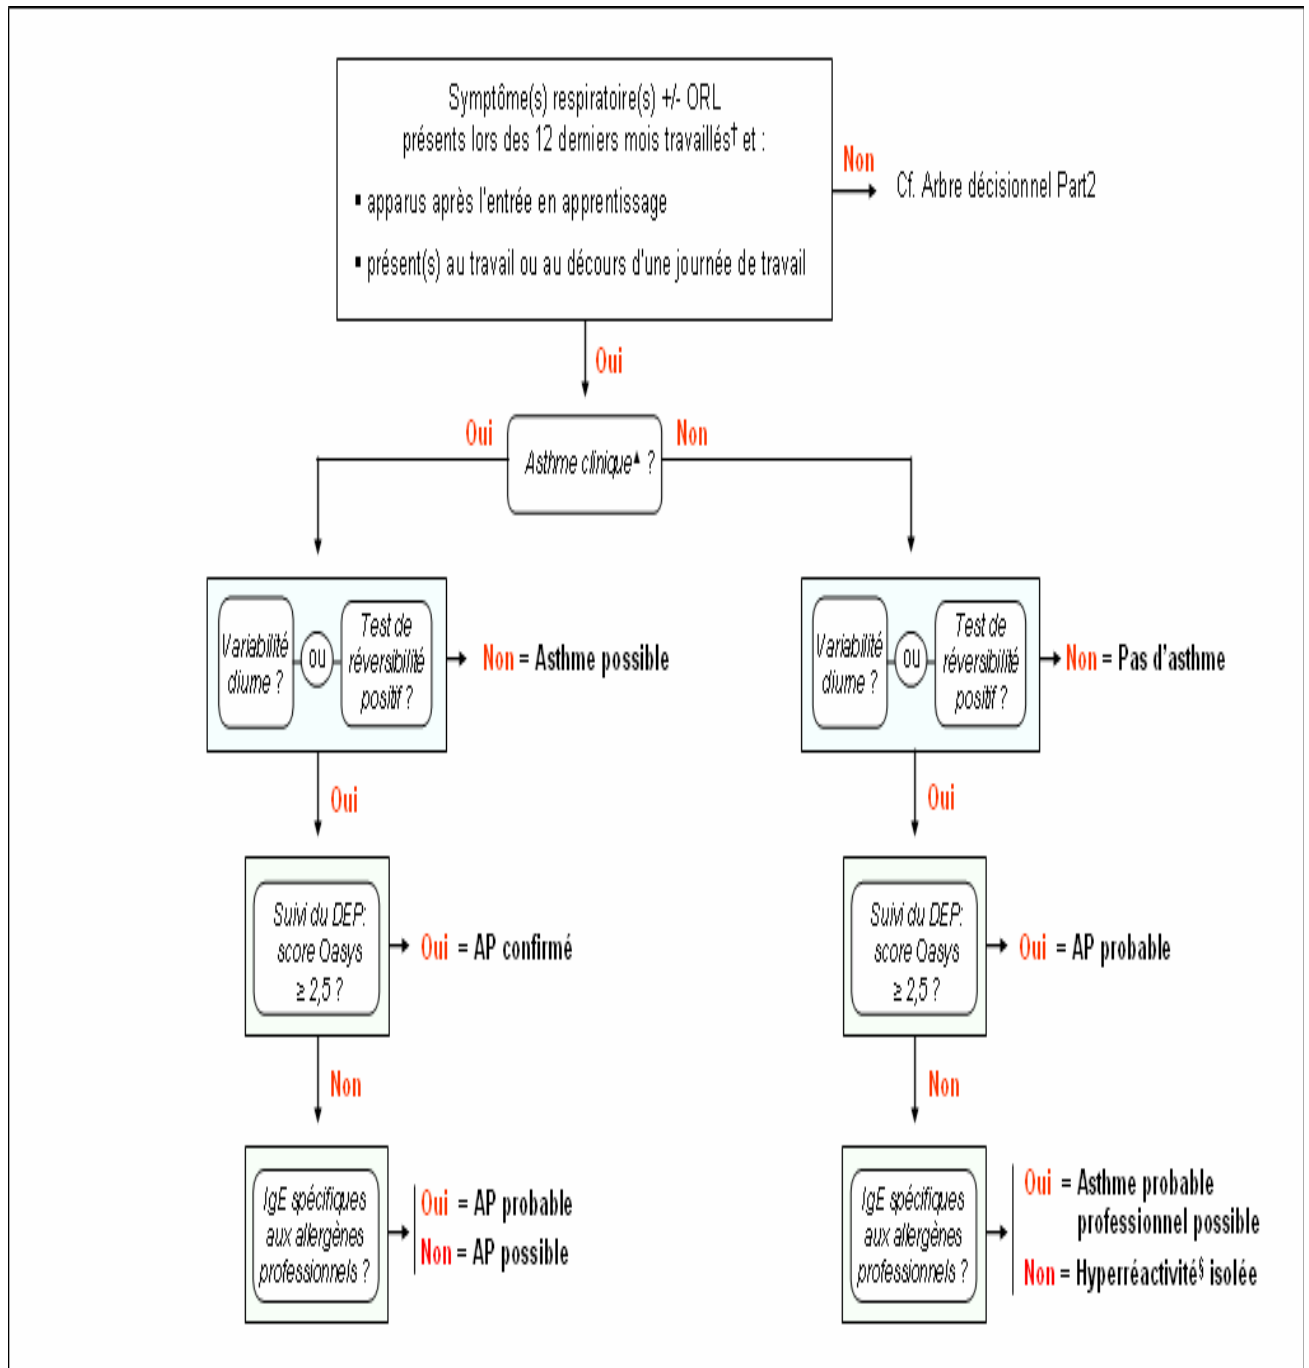 Symptôme(s) respiratoire(s) +/- ORL
présents lors des 12 derniers mois travaillés† et :
▪ apparus après l'entrée en apprentissage
▪ présent(s) au travail ou au décours d'une journée de travail
Non
Cf. Arbre décisionnel Part2
Oui
Oui
Asthme clinique▲ ?
Non
Variabilité
diurne ?
ou
Test de
réversibilité
positif ?
Non = Asthme possible
Variabilité
diurne ?
ou
Test de
réversibilité
positif ?
Non = Pas d'asthme
Oui
Oui
Suivi du DEP:
score Oasys
≥ 2,5 ?
Oui = AP confirmé
Suivi du DEP:
score Oasys
≥ 2,5 ?
Oui = AP probable
Non
Non
IgE spécifiques
aux allergènes
professionnels ?
Oui = AP probable
Non = AP possible
IgE spécifiques
aux allergènes
professionnels ?
Oui = Asthme probable
professionnel possible
Non = Hyperréactivité§ isolée